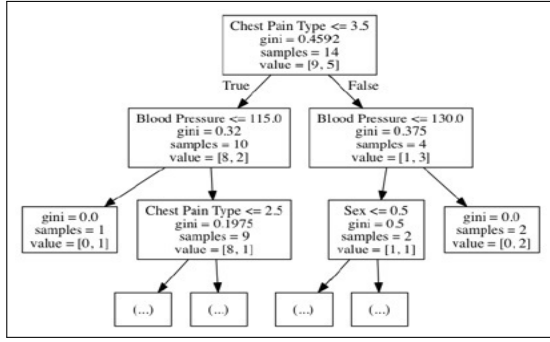 Chest Pain Type <= 3.5
gini = 0.4592
samples = 14
value = [9, 5]
True
False
Blood Pressure <= 115.0
gini = 0.32
samples = 10
value = [8, 2]
Blood Pressure <= 130.0
gini = 0.375
samples = 4
value = [1, 3]
gini = 0.0
samples = 1
value = [0, 1]
Chest Pain Type <= 2.5
gini = 0.1975
samples = 9
value = [8, 1]
Sex <= 0.5
gini = 0.5
samples = 2
value = [1, 1]
gini = 0.0
samples = 2
value = [0, 2]
(...)
(...)
(...)
(...)